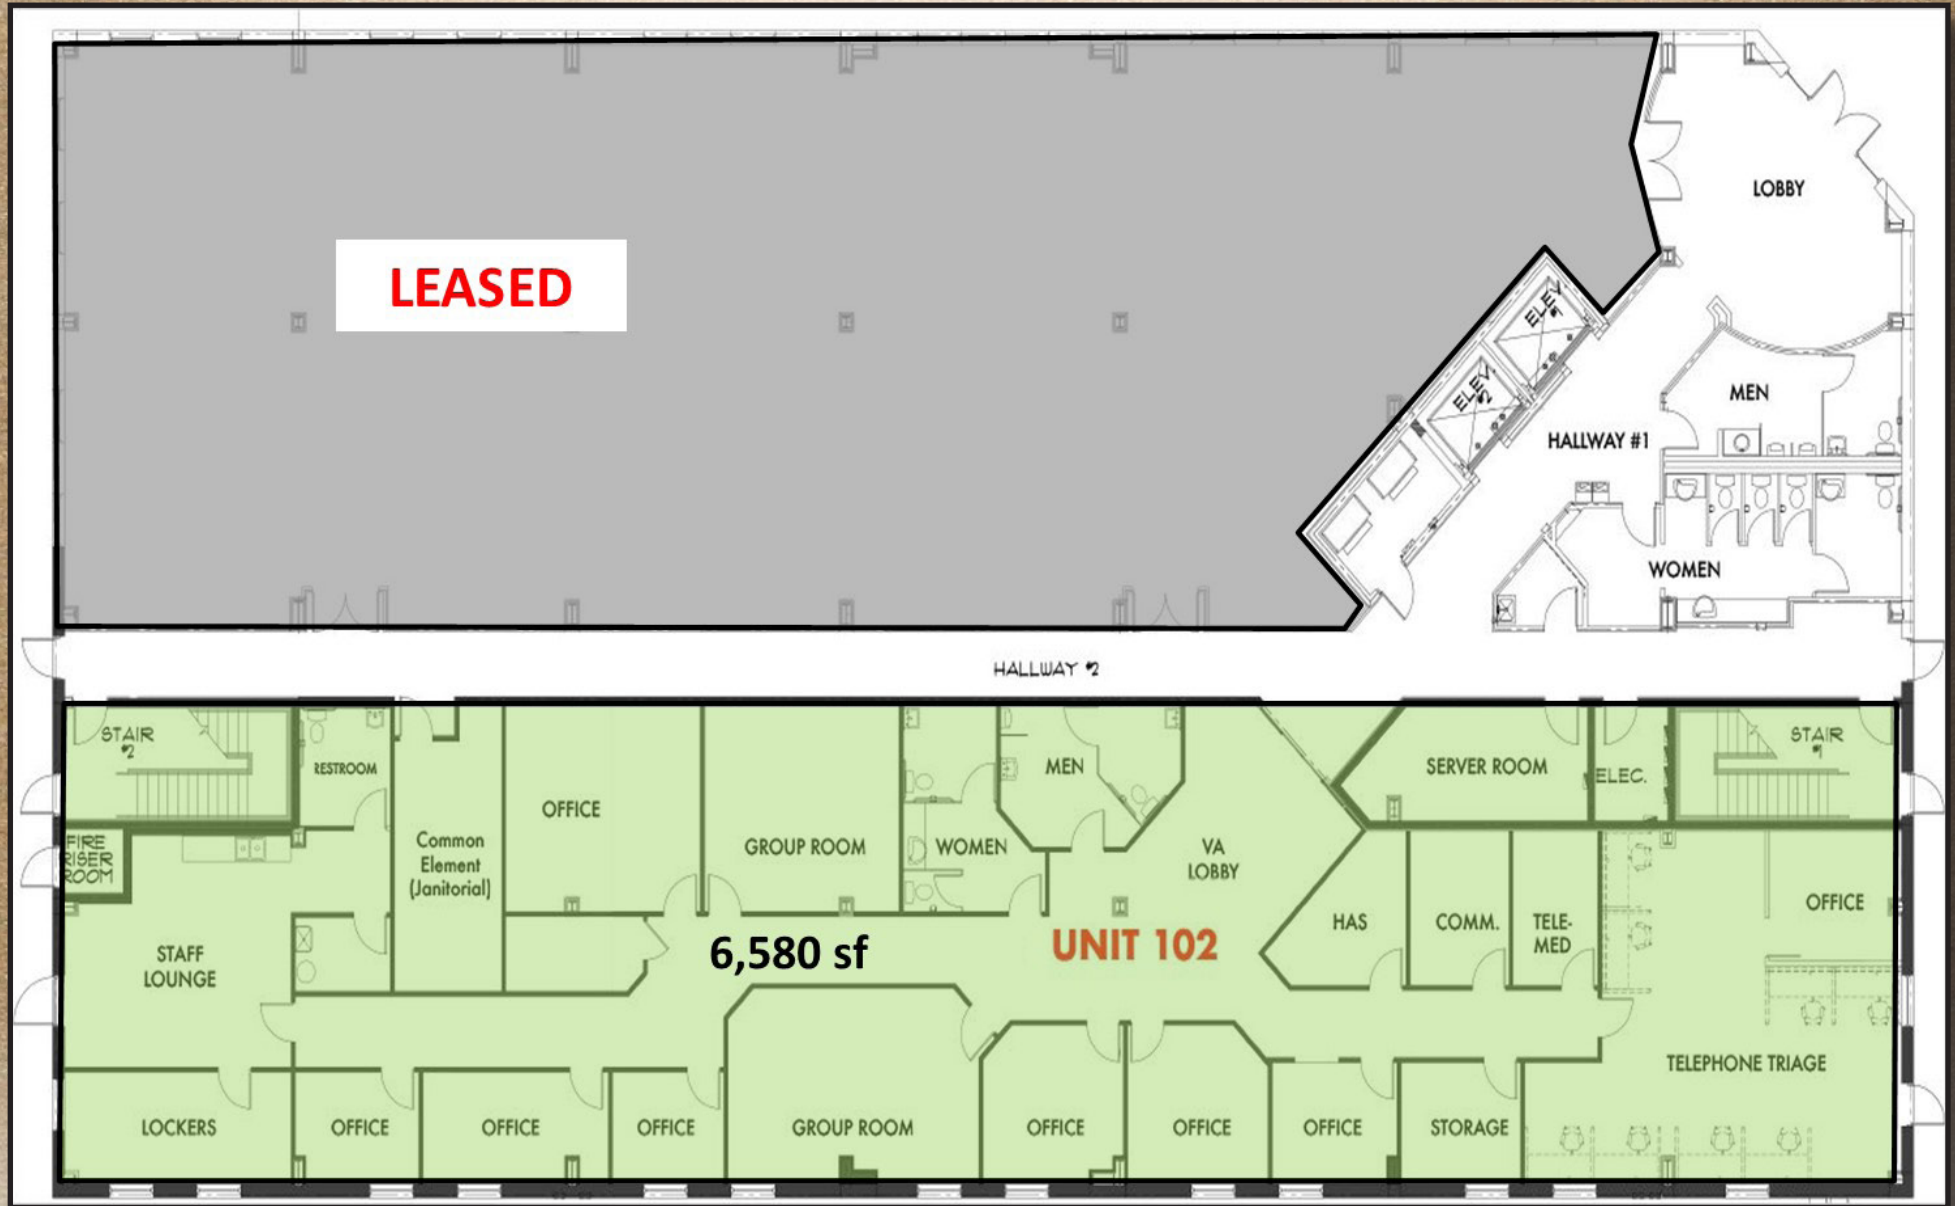 LOBBY
LEASED
ELEV.
#1
ELEV.
#2
MEN
HALLWAY #1
WOMEN
HALLWAY #2
STAIR
#2
RESTROOM
Common
Element
(Janitorial)
OFFICE
GROUP ROOM
WOMEN
MEN
VA
LOBBY
SERVER ROOM
ELEC.
STAIR
#1
FIRE
RISER
ROOM
STAFF
LOUNGE
6,580 sf
UNIT 102
HAS
COMM.
TELE-
MED
OFFICE
TELEPHONE TRIAGE
LOCKERS
OFFICE
OFFICE
OFFICE
GROUP ROOM
OFFICE
OFFICE
OFFICE
STORAGE